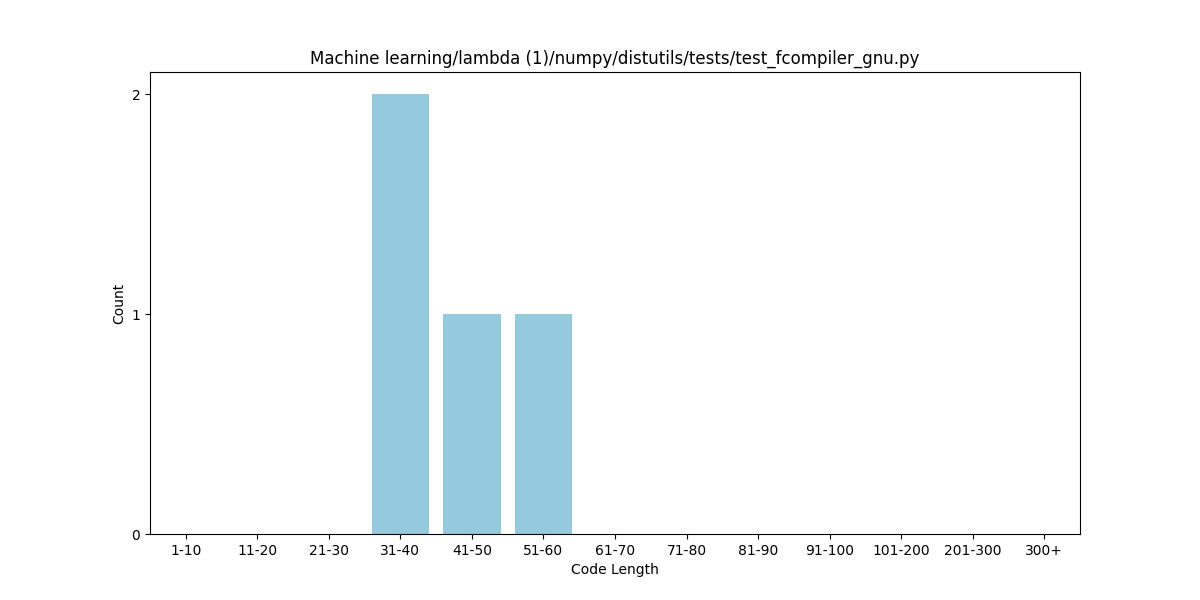 Machine learning/lambda (1)/numpy/distutils/tests/test_fcompiler_gnu.py
2
1
0
Count
1-10 11-20 21-30 31-40 41-50 51-60 61-70 71-80 81-90 91-100 101-200 201-300 300+
Code Length